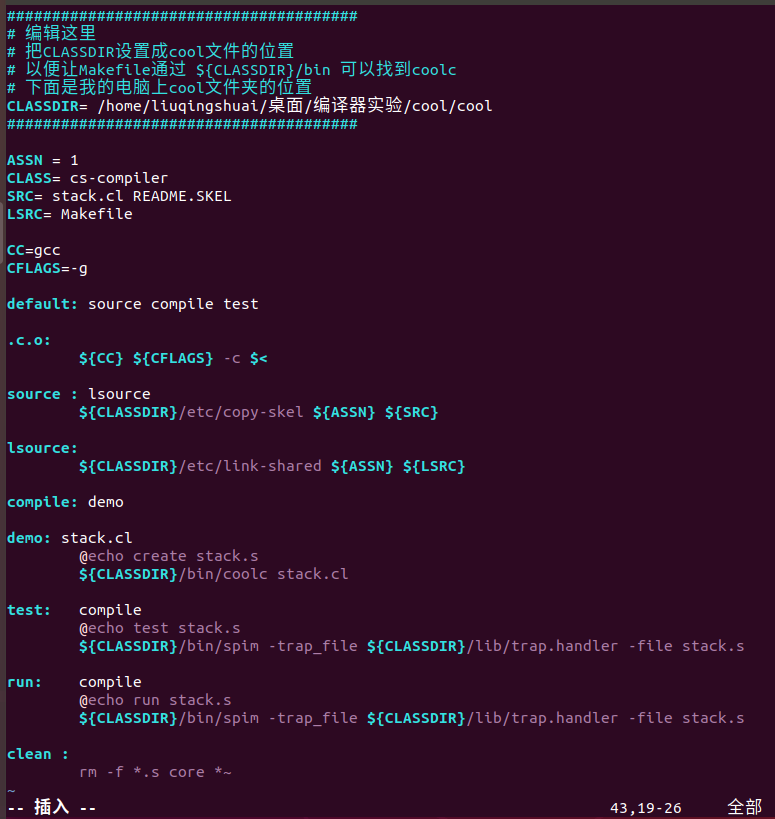 #######################################
# 编辑这里
# 把CLASSDIR设置成cool文件的位置
# 以便让Makefile通过 ${CLASSDIR}/bin 可以找到coolc
# 下面是我的电脑上cool文件夹的位置
CLASSDIR= /home/liuqingshuai/桌面/编译器实验/cool/cool
#######################################
ASSN = 1
CLASS= cs-compiler
SRC= stack.cl README.SKEL
LSRC= Makefile
CC=gcc
CFLAGS=-g
default: source compile test
.c.o:
${CC} ${CFLAGS} -c $<
source : lsource
${CLASSDIR}/etc/copy-skel ${ASSN} ${SRC}
lsource:
${CLASSDIR}/etc/link-shared ${ASSN} ${LSRC}
compile: demo
demo: stack.cl
@echo create stack.s
${CLASSDIR}/bin/coolc stack.cl
test:   compile
@echo test stack.s
${CLASSDIR}/bin/spim -trap_file ${CLASSDIR}/lib/trap.handler -file stack.s
run:    compile
@echo run stack.s
${CLASSDIR}/bin/spim -trap_file ${CLASSDIR}/lib/trap.handler -file stack.s
clean :
rm -f *.s core *~
~
-- 插入 -- 43,19-26 全部